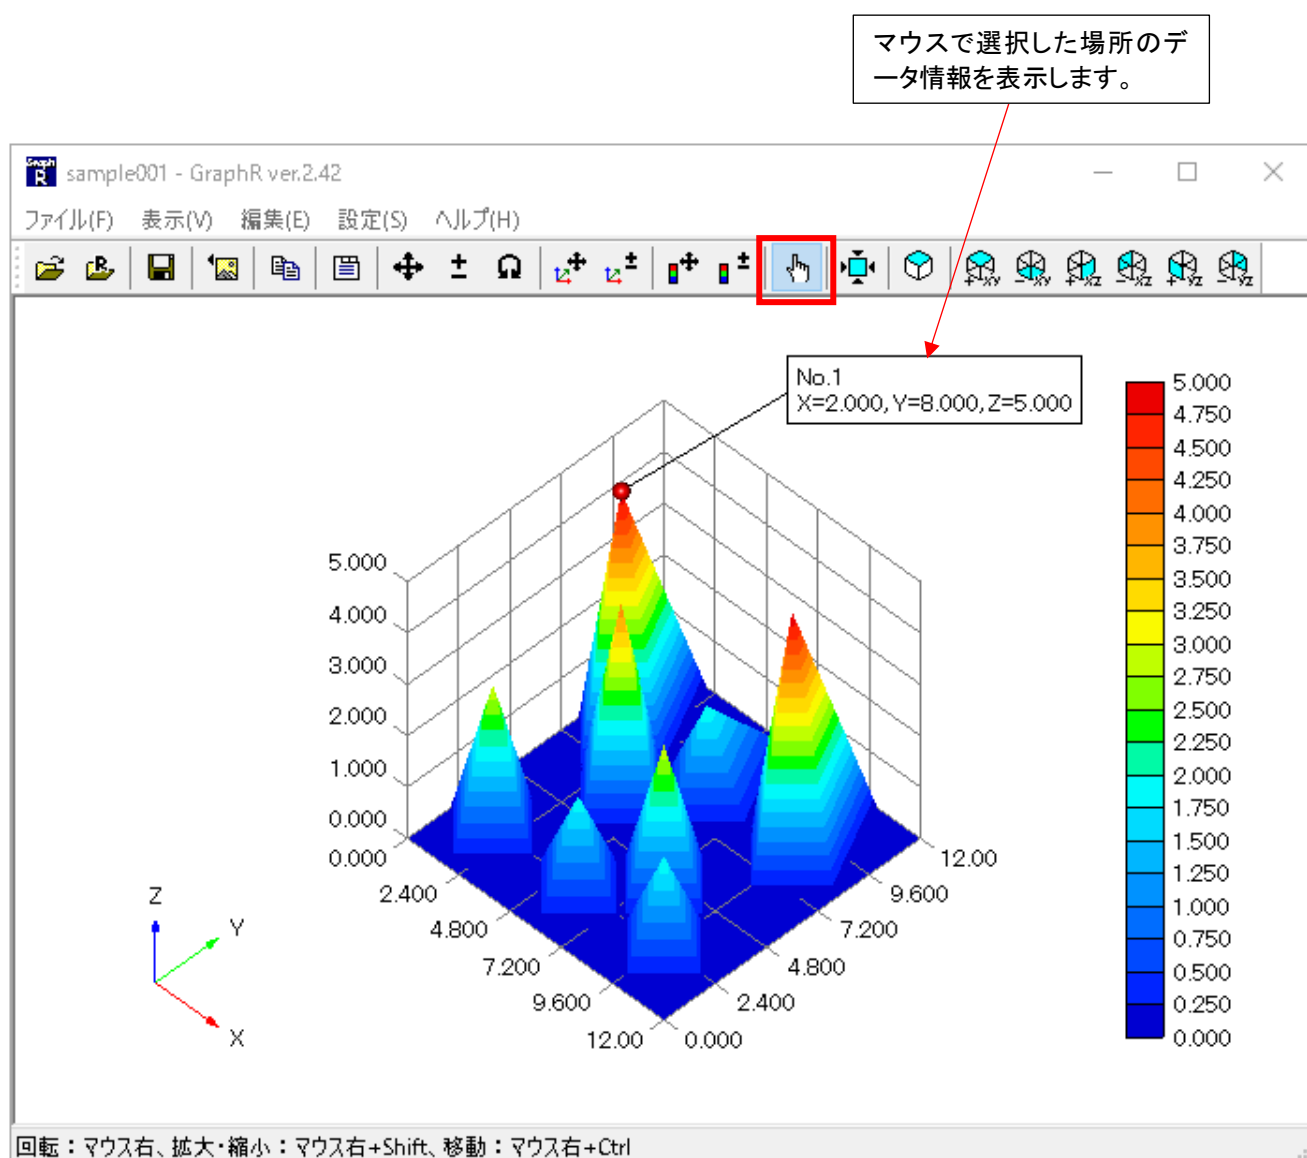 マウスで選択した場所のデ
ータ情報を表示します。
Graph
R
sample001 - GraphR ver.2.42
ファイル(F) 表示(V) 編集(E) 設定(S) ヘルプ(H)
R
+xy -xy +xz -xz +yz -yz
No.1
X=2.000, Y=8.000, Z=5.000
5.000
4.000
3.000
2.000
1.000
0.000
0.000
2.400
4.800
7.200
9.600
12.00
0.000
2.400
4.800
7.200
9.600
12.00
Z
Y
X
5.000
4.750
4.500
4.250
4.000
3.750
3.500
3.250
3.000
2.750
2.500
2.250
2.000
1.750
1.500
1.250
1.000
0.750
0.500
0.250
0.000
回転：マウス右、拡大・縮小：マウス右+Shift、移動：マウス右+Ctrl